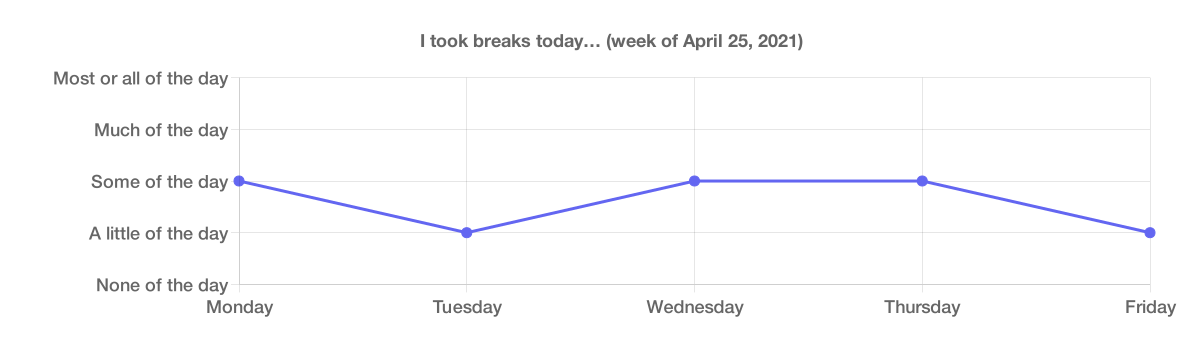 I took breaks today... (week of April 25, 2021)
Most or all of the day
Much of the day
Some of the day
A little of the day
None of the day
Monday Tuesday Wednesday Thursday Friday